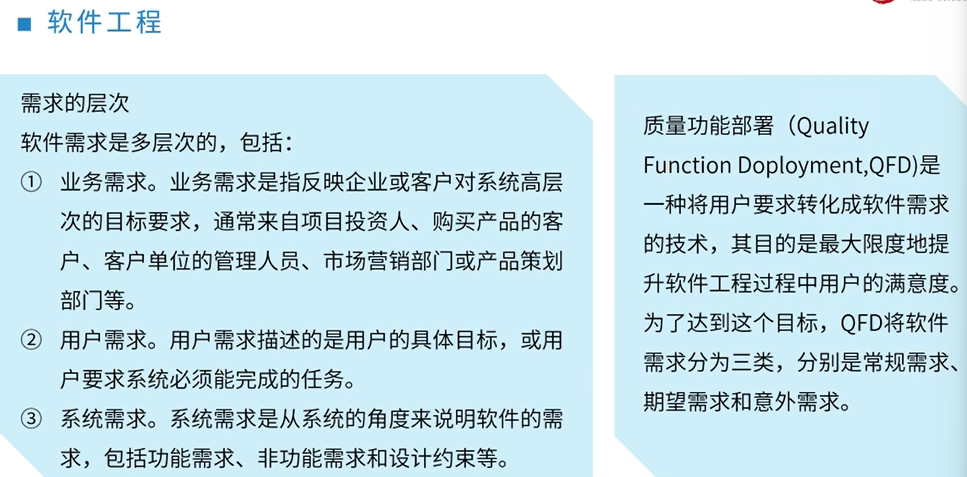 软件工程
需求的层次
软件需求是多层次的，包括：
① 业务需求。业务需求是指反映企业或客户对系统高层
次的目标要求，通常来自项目投资人、购买产品的客
户、客户单位的管理人员、市场营销部门或产品策划
部门等。
② 用户需求。用户需求描述的是用户的具体目标，或用
户要求系统必须能完成的任务。
③ 系统需求。系统需求是从系统的角度来说明软件的需
求，包括功能需求、非功能需求和设计约束等。
质量功能部署（Quality
Function Doployment,QFD)是
一种将用户要求转化成软件需求
的技术，其目的是最大限度地提
升软件工程过程中用户的满意度。
为了达到这个目标，QFD将软件
需求分为三类，分别是常规需求、
期望需求和意外需求。